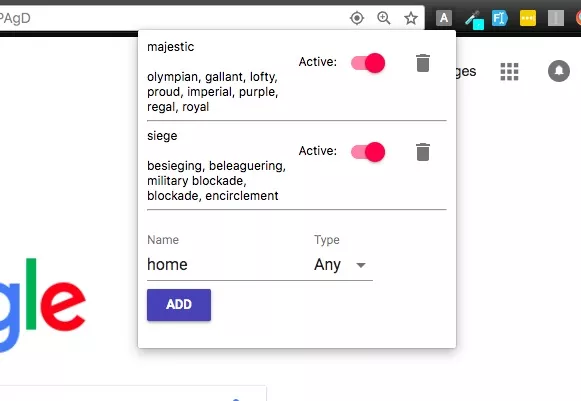 PAgD
A
majestic
Active:
olympian, gallant, lofty,
proud, imperial, purple,
regal, royal
ges
siege
Active:
besieging, beleaguering,
military blockade,
blockade, encirclement
Name
Type
home
Any
ADD
gle